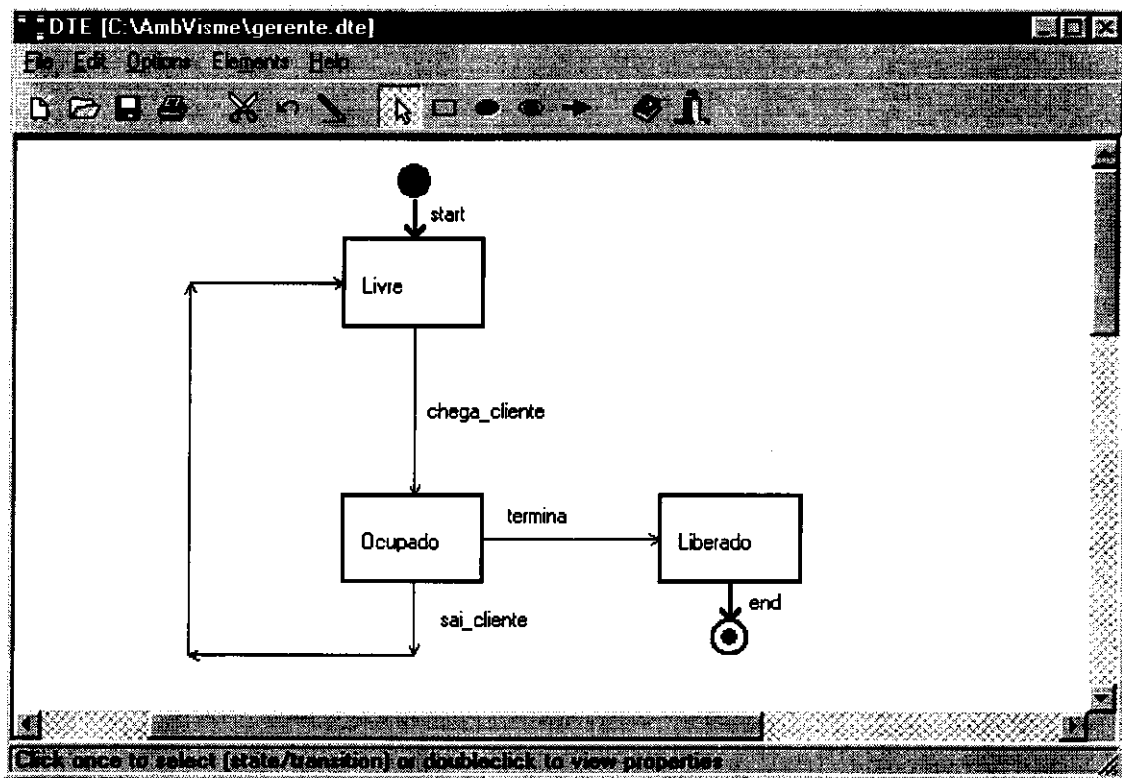 DTE [C:\AmbVisme\gerente.dte]
File Edit Options Elements Help
start
Livre
chega_cliente
termina
Ocupado
Liberado
end
sai_cliente
Click once to select (state/transition) or doubleclick to view properties